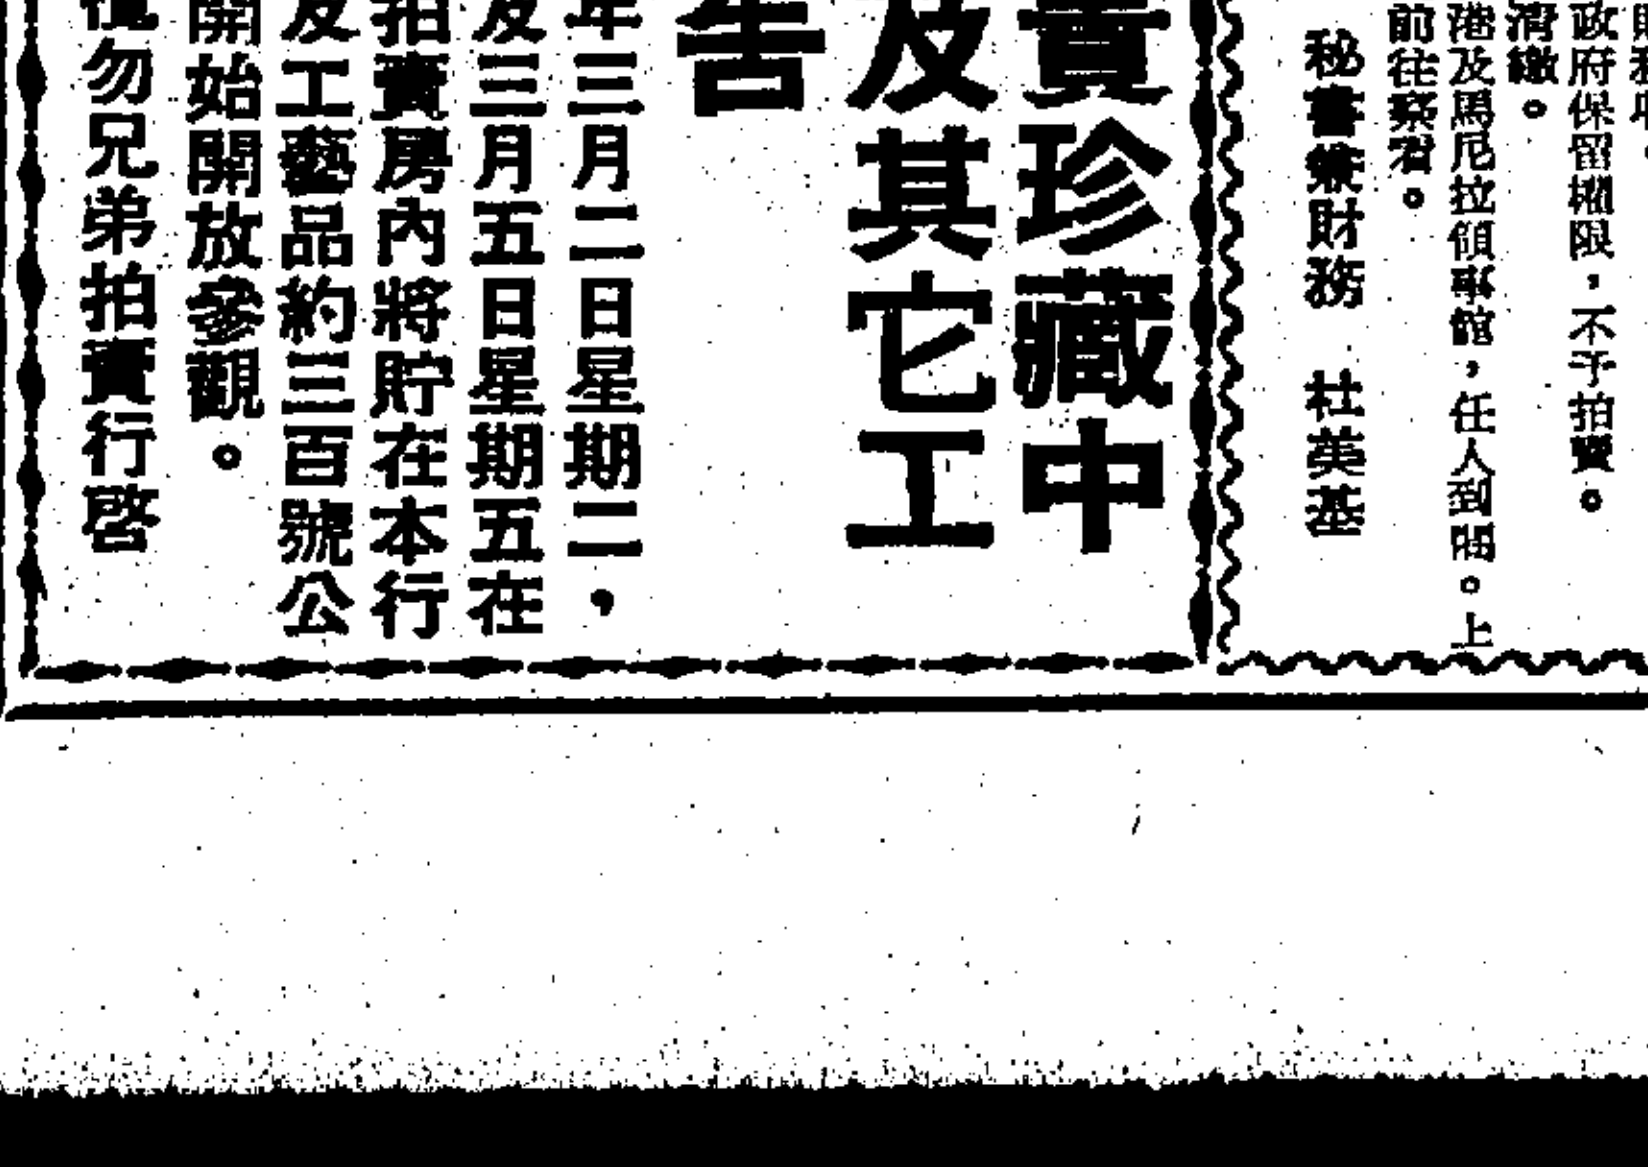 政府保留權限，不予拍賣。
清繳。
港及馬尼拉領事館，任人到閱。上
前往察看。
秘書兼財務　杜美基
賣珍藏中
及其它工
告
年三月二日星期二，
及三月五日星期五在
拍賣房內將貯在本行
及工藝品約三百號公
開始開放參觀。
勿兄弟拍賣行啓